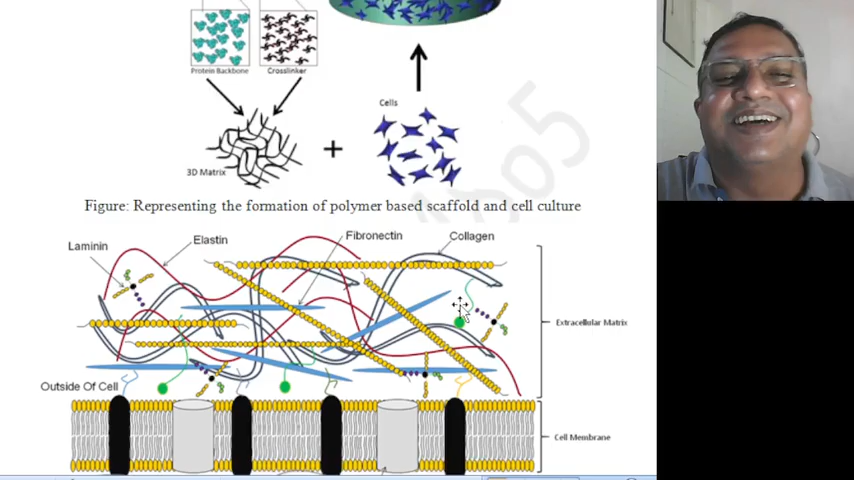 Protein Backbone
Crosslinker
Cells
3D Matrix
+
Figure: Representing the formation of polymer based scaffold and cell culture
Laminin
Elastin
Fibronectin
Collagen
Extracellular Matrix
Outside Of Cell
Cell Membrane